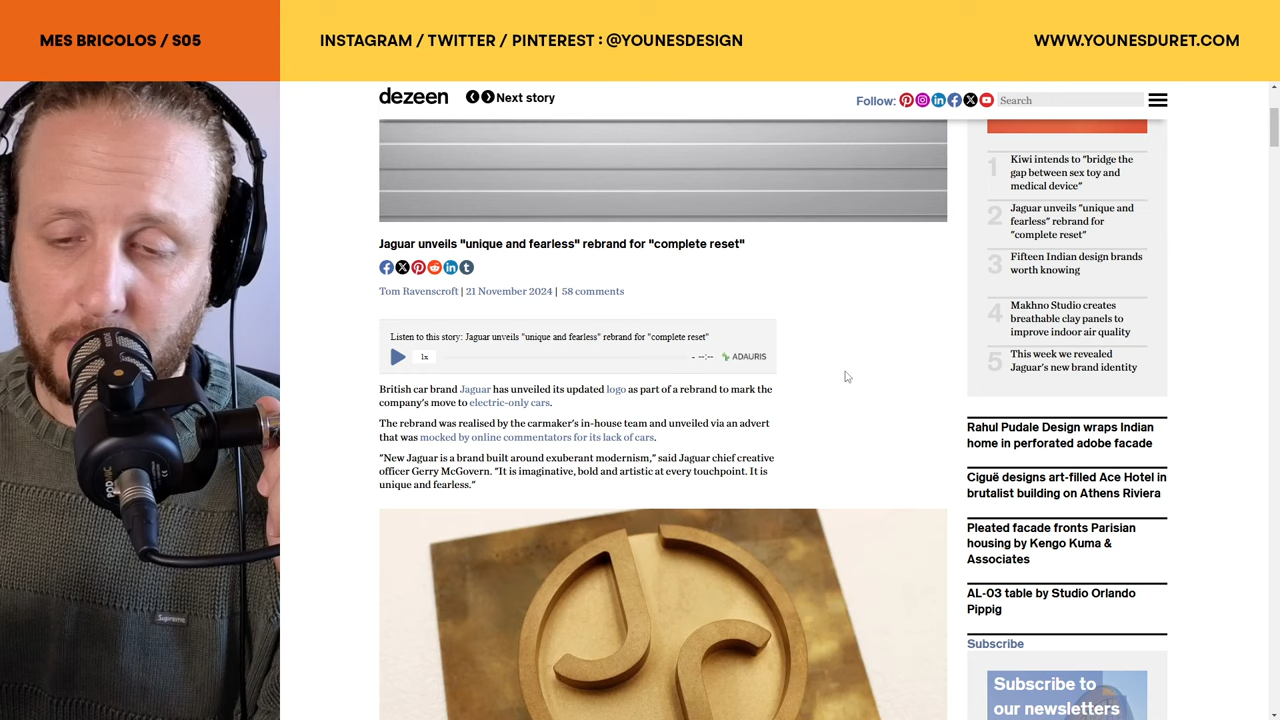 MES BRICOLOS / S05
INSTAGRAM / TWITTER / PINTEREST : @YOUNESDESIGN
WWW.YOUNESDURET.COM
dezeen
Next story
Follow:
Search
Jaguar unveils "unique and fearless" rebrand for "complete reset"
Tom Ravenscroft | 21 November 2024 | 58 comments
Listen to this story: Jaguar unveils "unique and fearless" rebrand for "complete reset"
1x
- --:--
ADAURIS
British car brand Jaguar has unveiled its updated logo as part of a rebrand to mark the
company's move to electric-only cars.
The rebrand was realised by the carmaker's in-house team and unveiled via an advert
that was mocked by online commentators for its lack of cars.
"New Jaguar is a brand built around exuberant modernism," said Jaguar chief creative
officer Gerry McGovern. "It is imaginative, bold and artistic at every touchpoint. It is
unique and fearless."
1
Kiwi intends to "bridge the
gap between sex toy and
medical device"
2
Jaguar unveils "unique and
fearless" rebrand for
"complete reset"
3
Fifteen Indian design brands
worth knowing
4
Makhno Studio creates
breathable clay panels to
improve indoor air quality
5
This week we revealed
Jaguar's new brand identity
Rahul Pudale Design wraps Indian
home in perforated adobe facade
Ciguë designs art-filled Ace Hotel in
brutalist building on Athens Riviera
Pleated facade fronts Parisian
housing by Kengo Kuma &
Associates
AL-03 table by Studio Orlando
Pippig
Subscribe
Subscribe to
our newsletters
Supreme